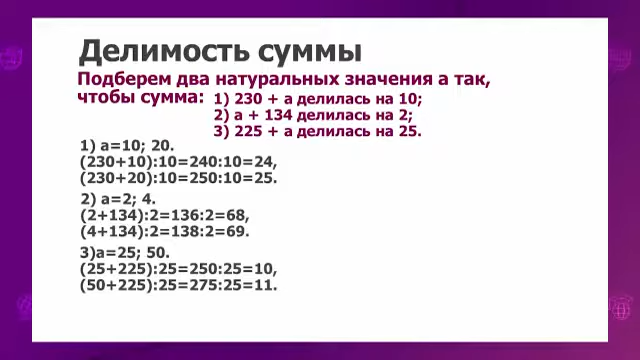 Делимость суммы
Подберем два натуральных значения а так,
чтобы сумма: 1) 230 + а делилась на 10;
2) а + 134 делилась на 2;
3) 225 + а делилась на 25.
1) а=10; 20.
(230+10):10=240:10=24,
(230+20):10=250:10=25.
2) а=2; 4.
(2+134):2=136:2=68,
(4+134):2=138:2=69.
3)а=25; 50.
(25+225):25=250:25=10,
(50+225):25=275:25=11.